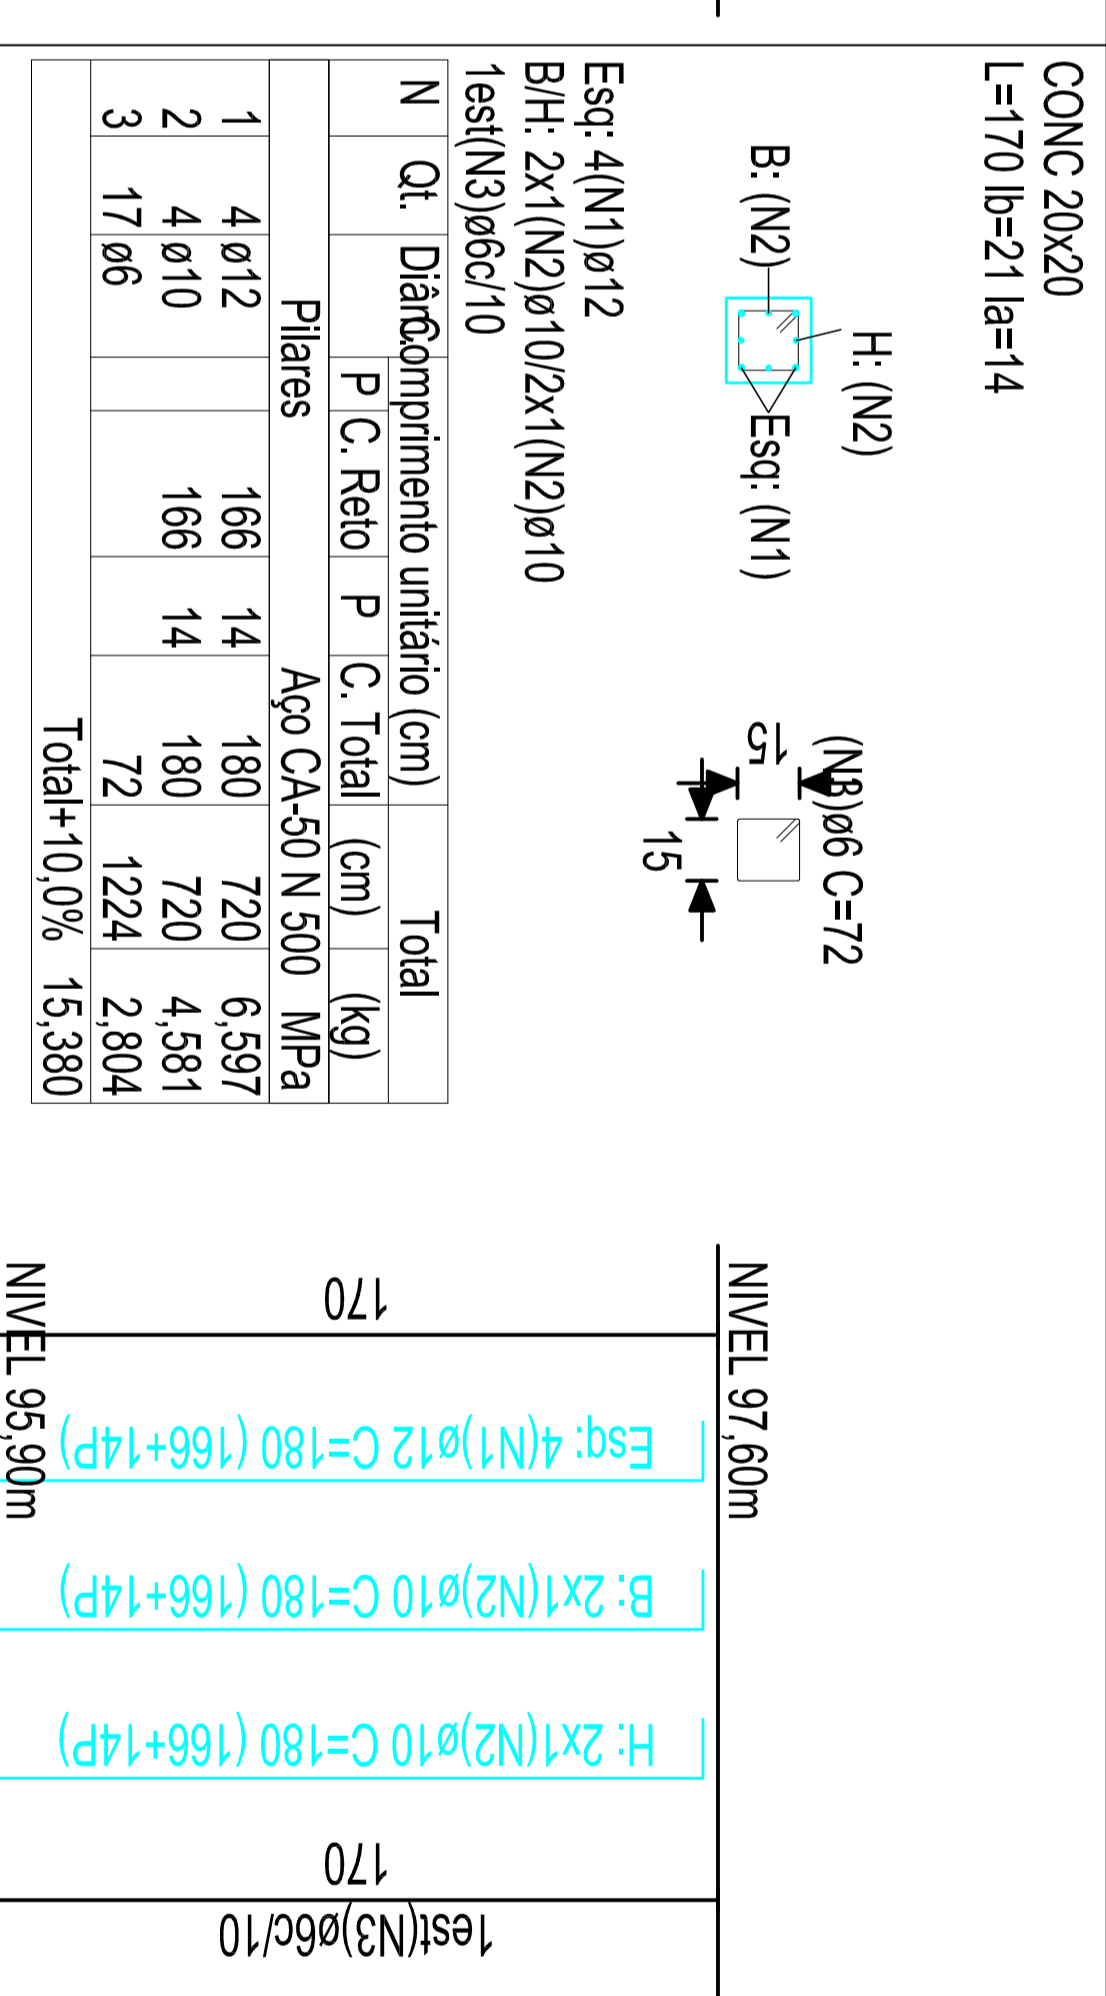 CONC 20x20
L=170 lb=21 la=14
H: (N2)
B: (N2)
Esq: (N1)
(N3)ø6 C=72
15
15
Esq: 4(N1)ø12
B/H: 2x1(N2)ø10/2x1(N2)ø10
1est(N3)ø6c/10
N Qt. Diâm. Comprimento unitário (cm) Total
P C. Reto P C. Total (cm) (kg)
Pilares Aço CA-50 N 500 MPa
1 4 ø12 166 14 180 720 6,597
2 4 ø10 166 14 180 720 4,581
3 17 ø6 72 1224 2,804
Total+10,0% 15,380
NIVEL 97,60m
170
Esq: 4(N1)ø12 C=180 (166+14P)
B: 2x1(N2)ø10 C=180 (166+14P)
H: 2x1(N2)ø10 C=180 (166+14P)
170
1est(N3)ø6c/10
NIVEL 95,90m